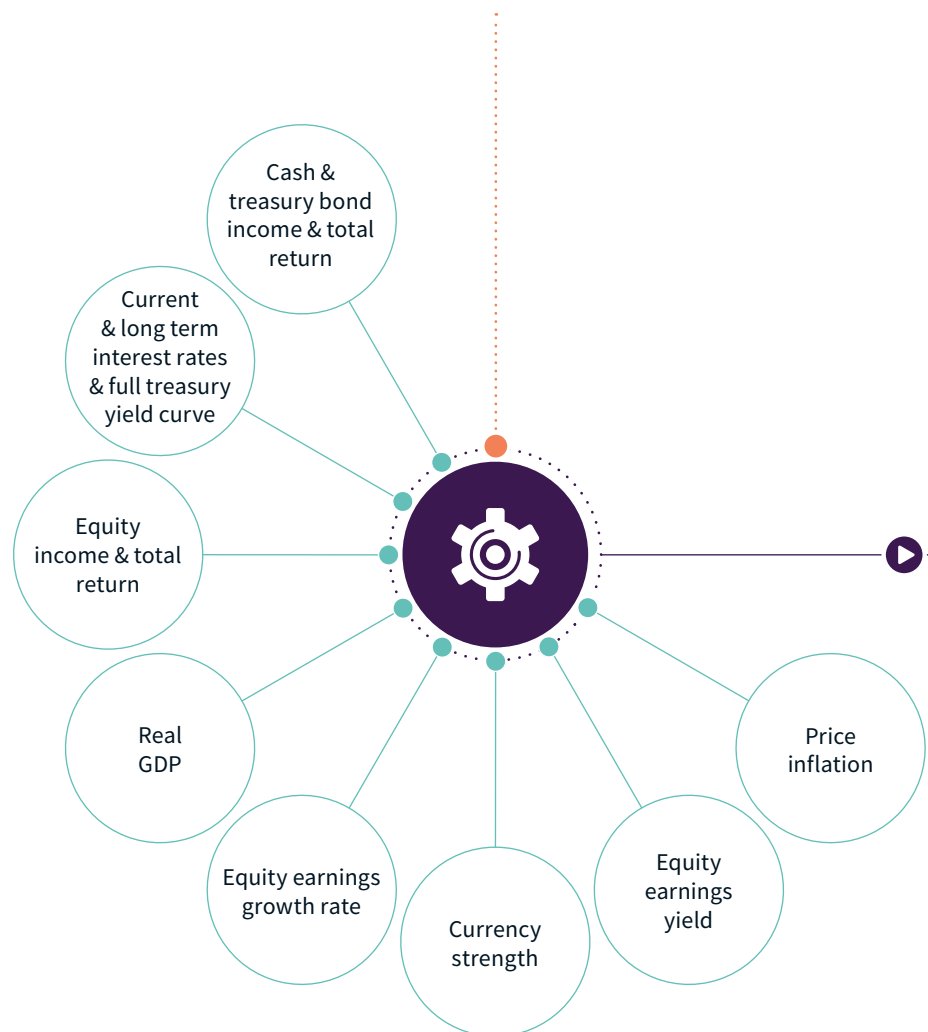 Cash &
treasury bond
income & total
return
Current
& long term
interest rates
& full treasury
yield curve
Equity
income & total
return
Real
GDP
Equity earnings
growth rate
Currency
strength
Equity
earnings
yield
Price
inflation